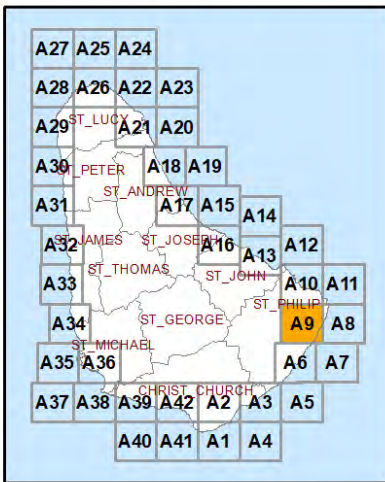 A27 A25 A24
A28 A26 A22 A23
A29 ST_LUCY A21 A20
A30 ST_PETER A18 A19
ST_ANDREW
A31 A17 A15 A14
A32 ST_JAMES ST_JOSEPH A16 A13 A12
A33 ST_THOMAS ST_JOHN A10 A11
ST_PHILIP
A34 ST_GEORGE A9 A8
ST_MICHAEL
A35 A36 A6 A7
CHRIST_CHURCH
A37 A38 A39 A42 A2 A3 A5
A40 A41 A1 A4